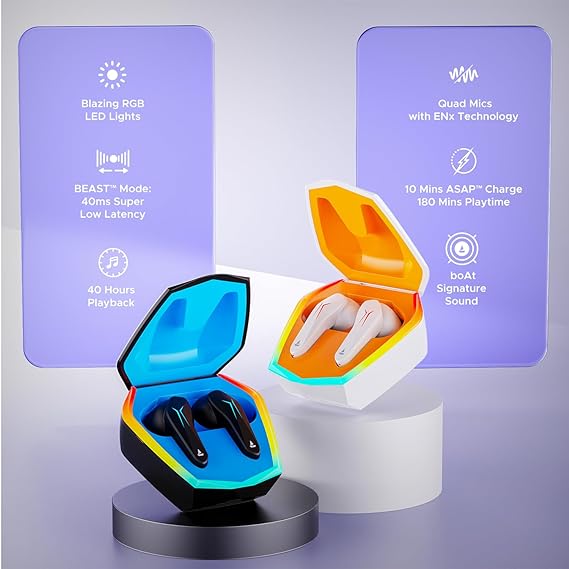 Blazing RGB
LED Lights
BEAST™ Mode:
40ms Super
Low Latency
40 Hours
Playback
Quad Mics
with ENx Technology
10 Mins ASAP™ Charge
180 Mins Playtime
boAt
Signature
Sound